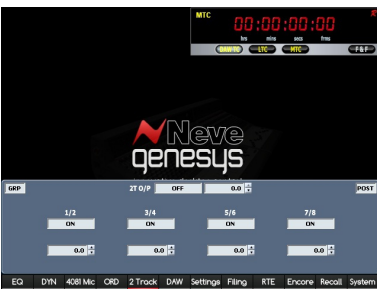 MTC
00:00:00:00
R
hrs mins secs frms
DAW-TC LTC MTC F&F
Neve
genesys
GRP 2T O/P OFF 0.0 POST
1/2 3/4 5/6 7/8
ON ON ON ON
0.0 0.0 0.0 0.0
EQ DYN 4081 Mic ORD 2 Track DAW Settings Filing RTE Encore Recall System